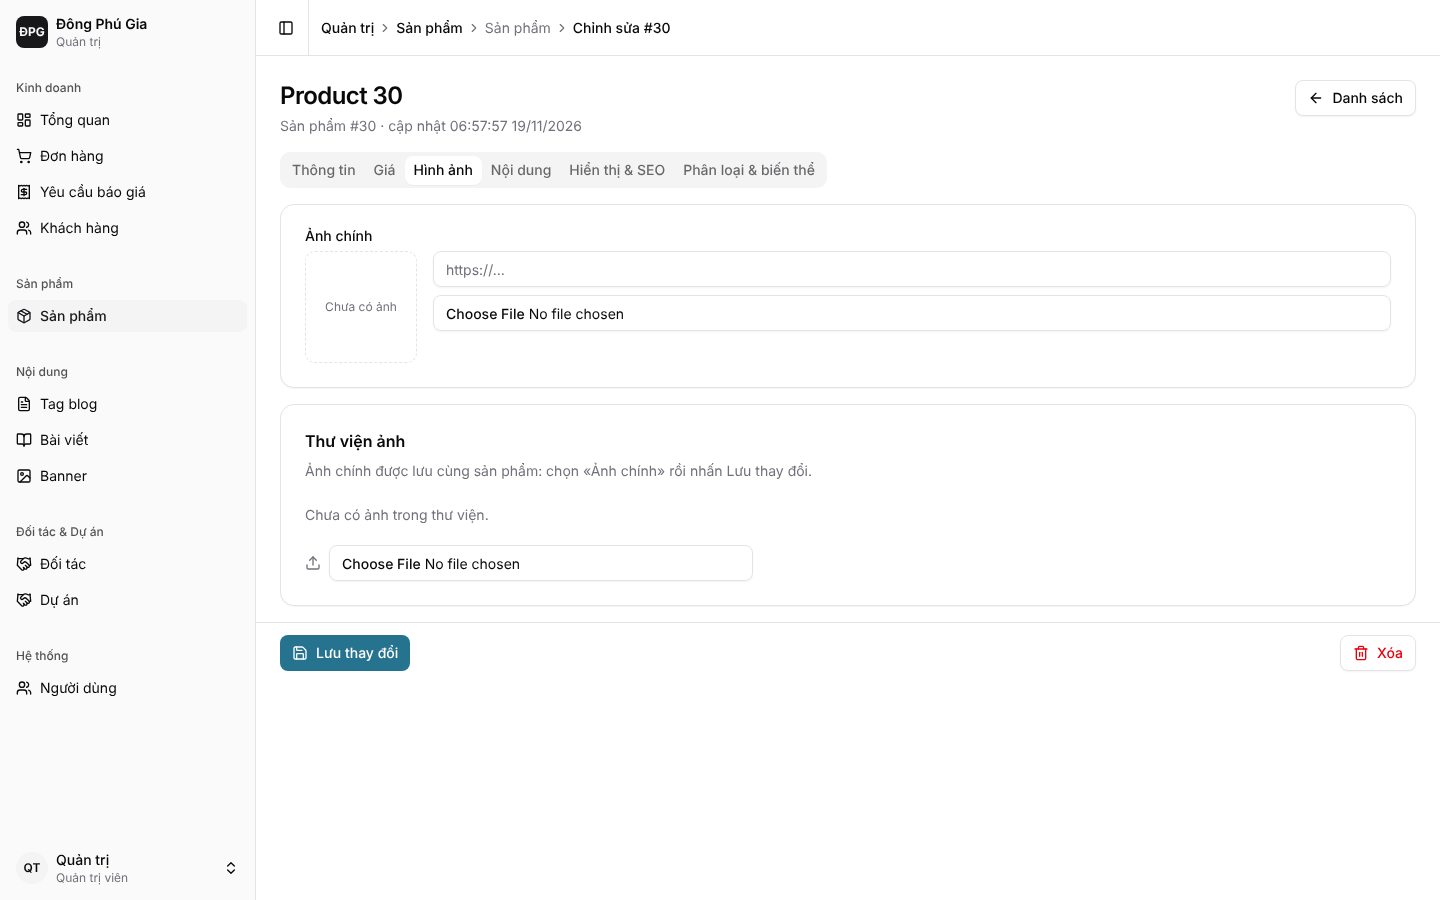 ĐPG
Đông Phú Gia
Quản trị
Kinh doanh
Tổng quan
Đơn hàng
Yêu cầu báo giá
Khách hàng
Sản phẩm
Sản phẩm
Nội dung
Tag blog
Bài viết
Banner
Đối tác & Dự án
Đối tác
Dự án
Hệ thống
Người dùng
QT
Quản trị
Quản trị viên
Quản trị > Sản phẩm > Sản phẩm > Chỉnh sửa #30
Product 30
Sản phẩm #30 · cập nhật 06:57:57 19/11/2026
Danh sách
Thông tin Giá Hình ảnh Nội dung Hiển thị & SEO Phân loại & biến thể
Ảnh chính
Chưa có ảnh
https://...
Choose File No file chosen
Thư viện ảnh
Ảnh chính được lưu cùng sản phẩm: chọn «Ảnh chính» rồi nhấn Lưu thay đổi.
Chưa có ảnh trong thư viện.
Choose File No file chosen
Lưu thay đổi
Xóa